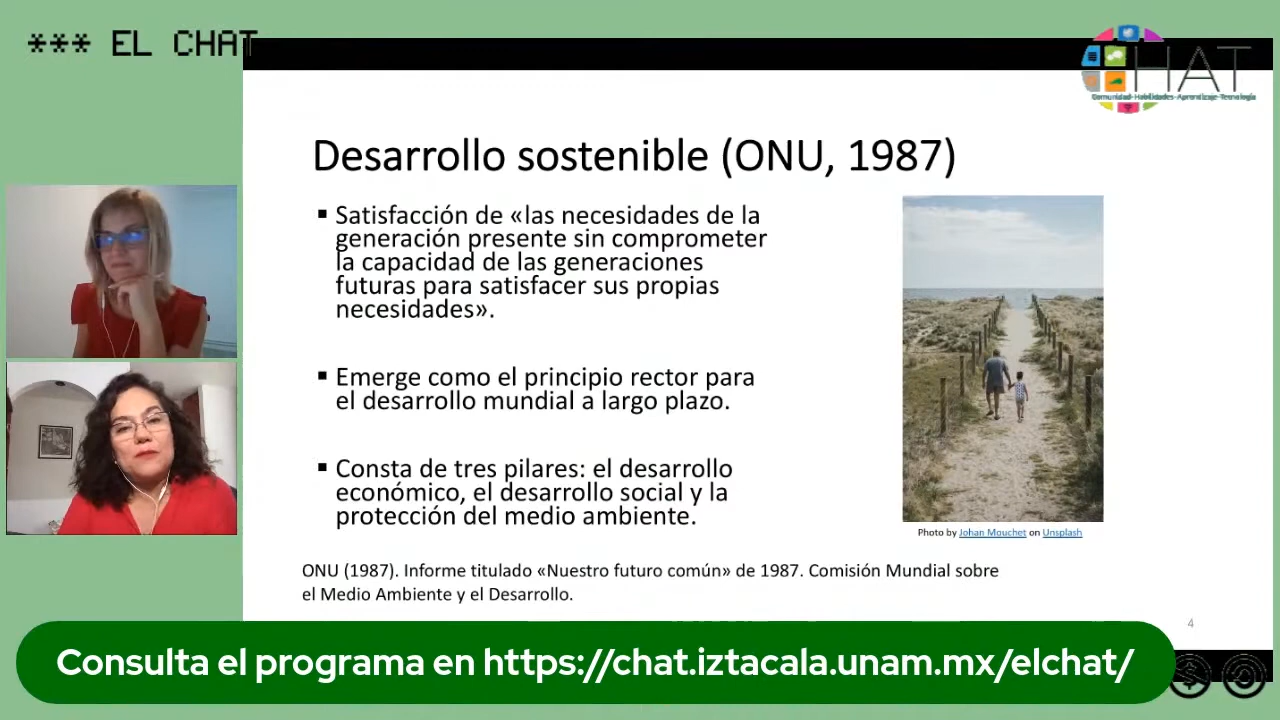 *** EL CHAT
HAT
Comunidad- Habilidades -Aprendizaje-Tecnología
Desarrollo sostenible (ONU, 1987)
▪ Satisfacción de «las necesidades de la
generación presente sin comprometer
la capacidad de las generaciones
futuras para satisfacer sus propias
necesidades».
▪ Emerge como el principio rector para
el desarrollo mundial a largo plazo.
▪ Consta de tres pilares: el desarrollo
económico, el desarrollo social y la
protección del medio ambiente.
Photo by Johan Mouchet on Unsplash
ONU (1987). Informe titulado «Nuestro futuro común» de 1987. Comisión Mundial sobre
el Medio Ambiente y el Desarrollo.
4
Consulta el programa en https://chat.iztacala.unam.mx/elchat/